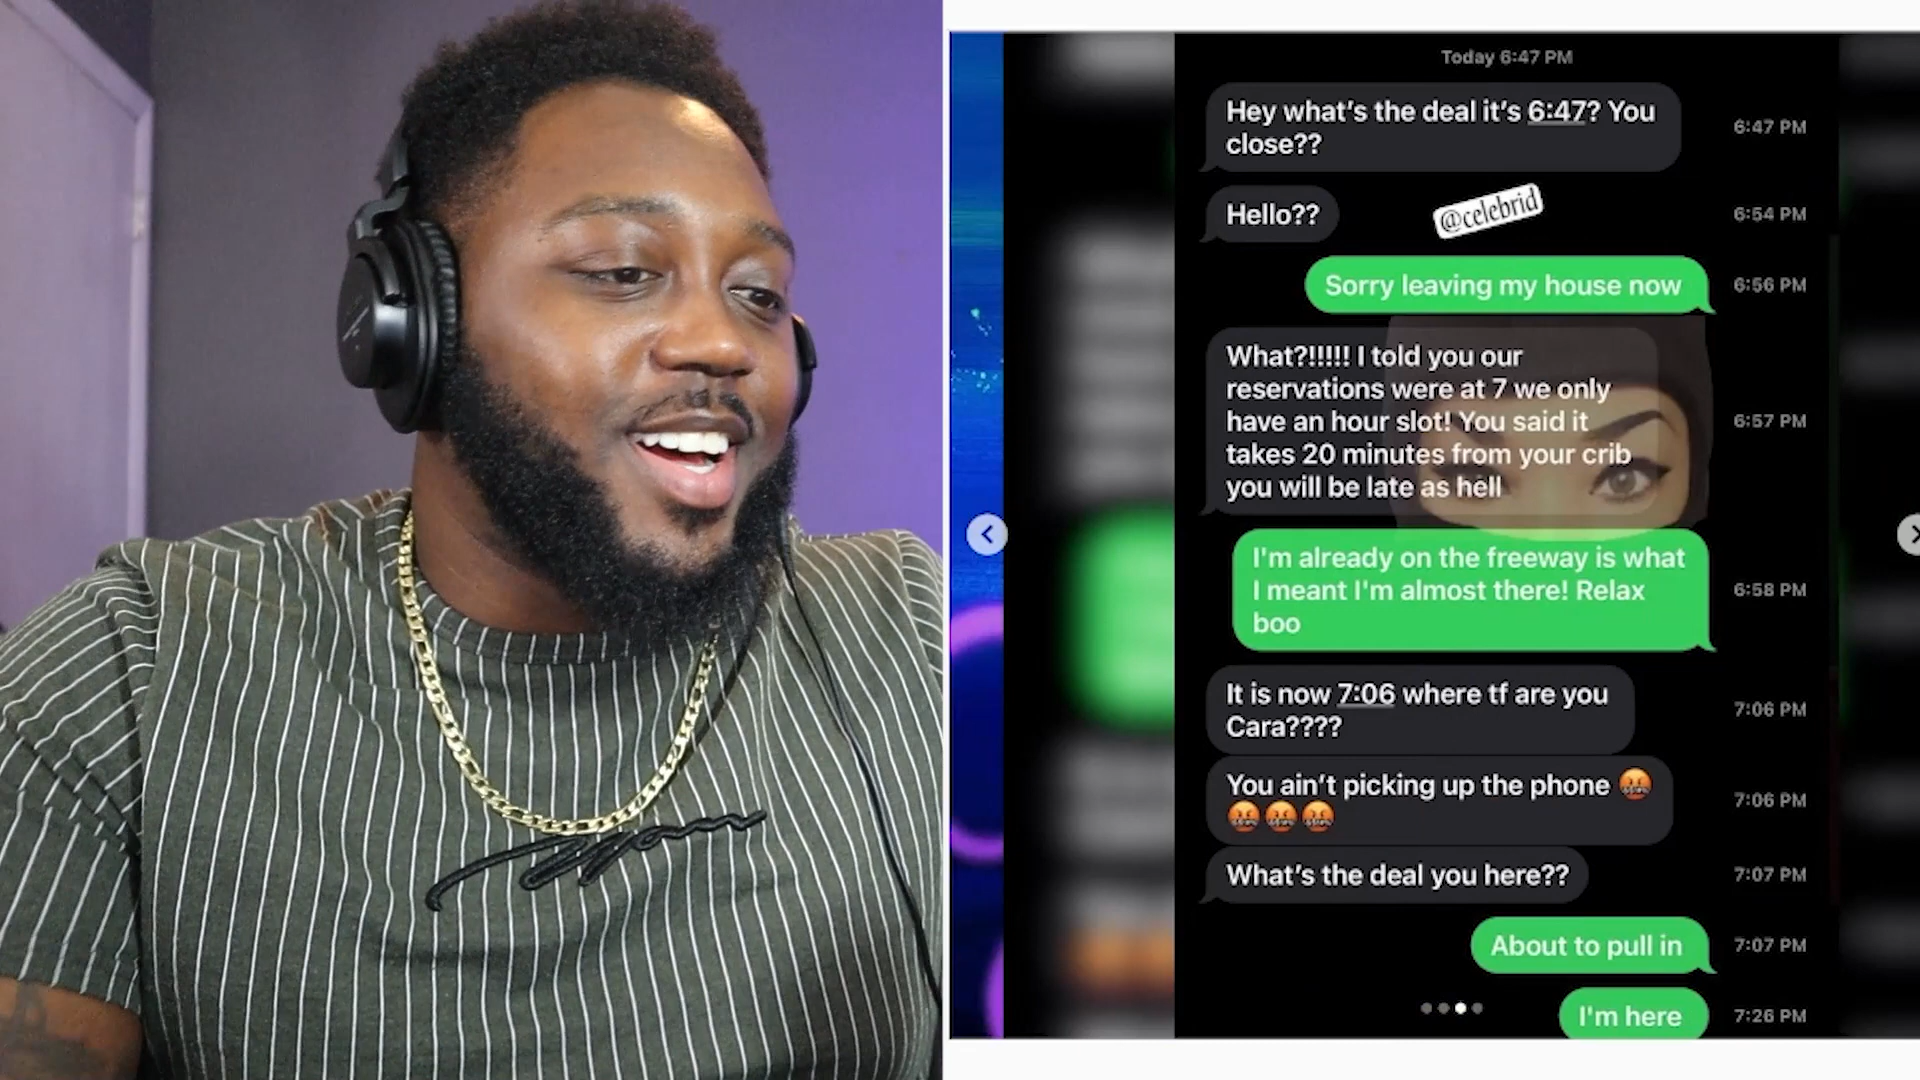 Today 6:47 PM
Hey what's the deal it's 6:47? You
close??
6:47 PM
Hello??
6:54 PM
@celebrid
Sorry leaving my house now
6:56 PM
What?!!!!! I told you our
reservations were at 7 we only
have an hour slot! You said it
takes 20 minutes from your crib
you will be late as hell
6:57 PM
I'm already on the freeway is what
I meant I'm almost there! Relax
boo
6:58 PM
It is now 7:06 where tf are you
Cara????
7:06 PM
You ain't picking up the phone 🤬
🤬🤬🤬
7:06 PM
What's the deal you here??
7:07 PM
About to pull in
7:07 PM
I'm here
7:26 PM